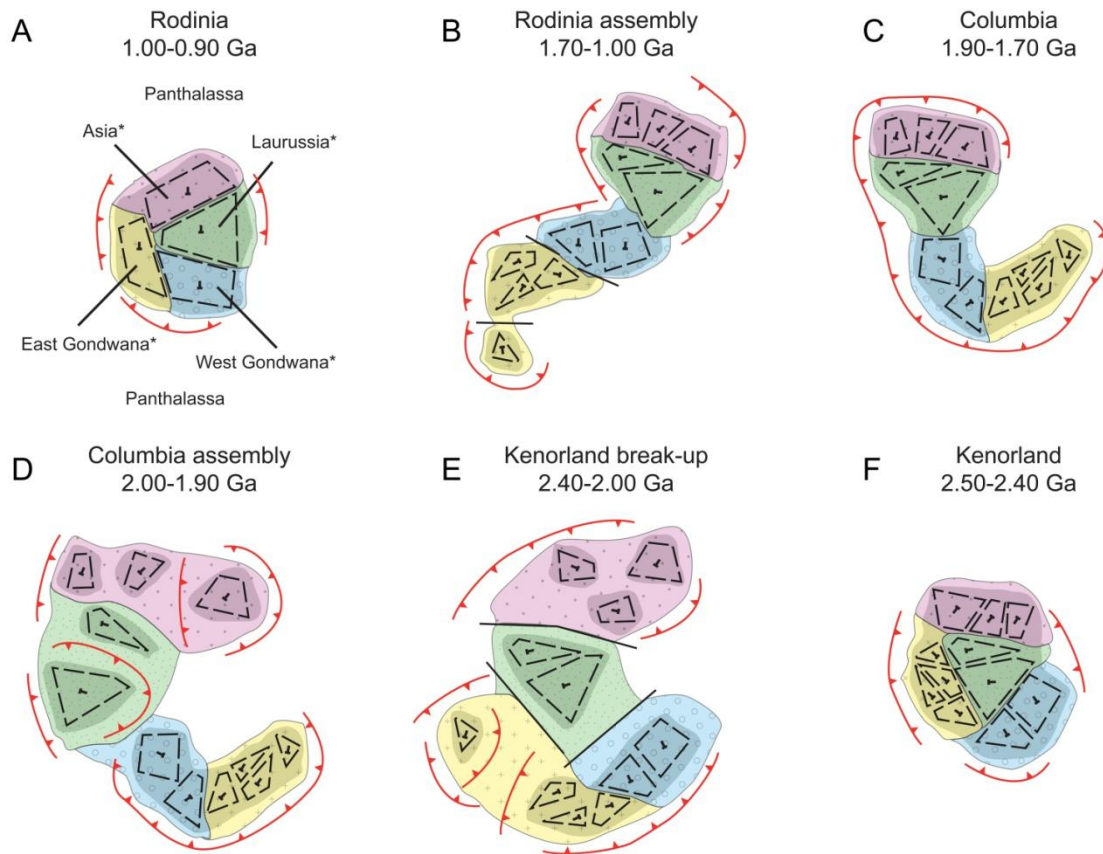 A
Rodinia
1.00-0.90 Ga
Panthalassa
Asia*
Laurussia*
East Gondwana*
West Gondwana*
Panthalassa
B
Rodinia assembly
1.70-1.00 Ga
C
Columbia
1.90-1.70 Ga
D
Columbia assembly
2.00-1.90 Ga
E
Kenorland break-up
2.40-2.00 Ga
F
Kenorland
2.50-2.40 Ga